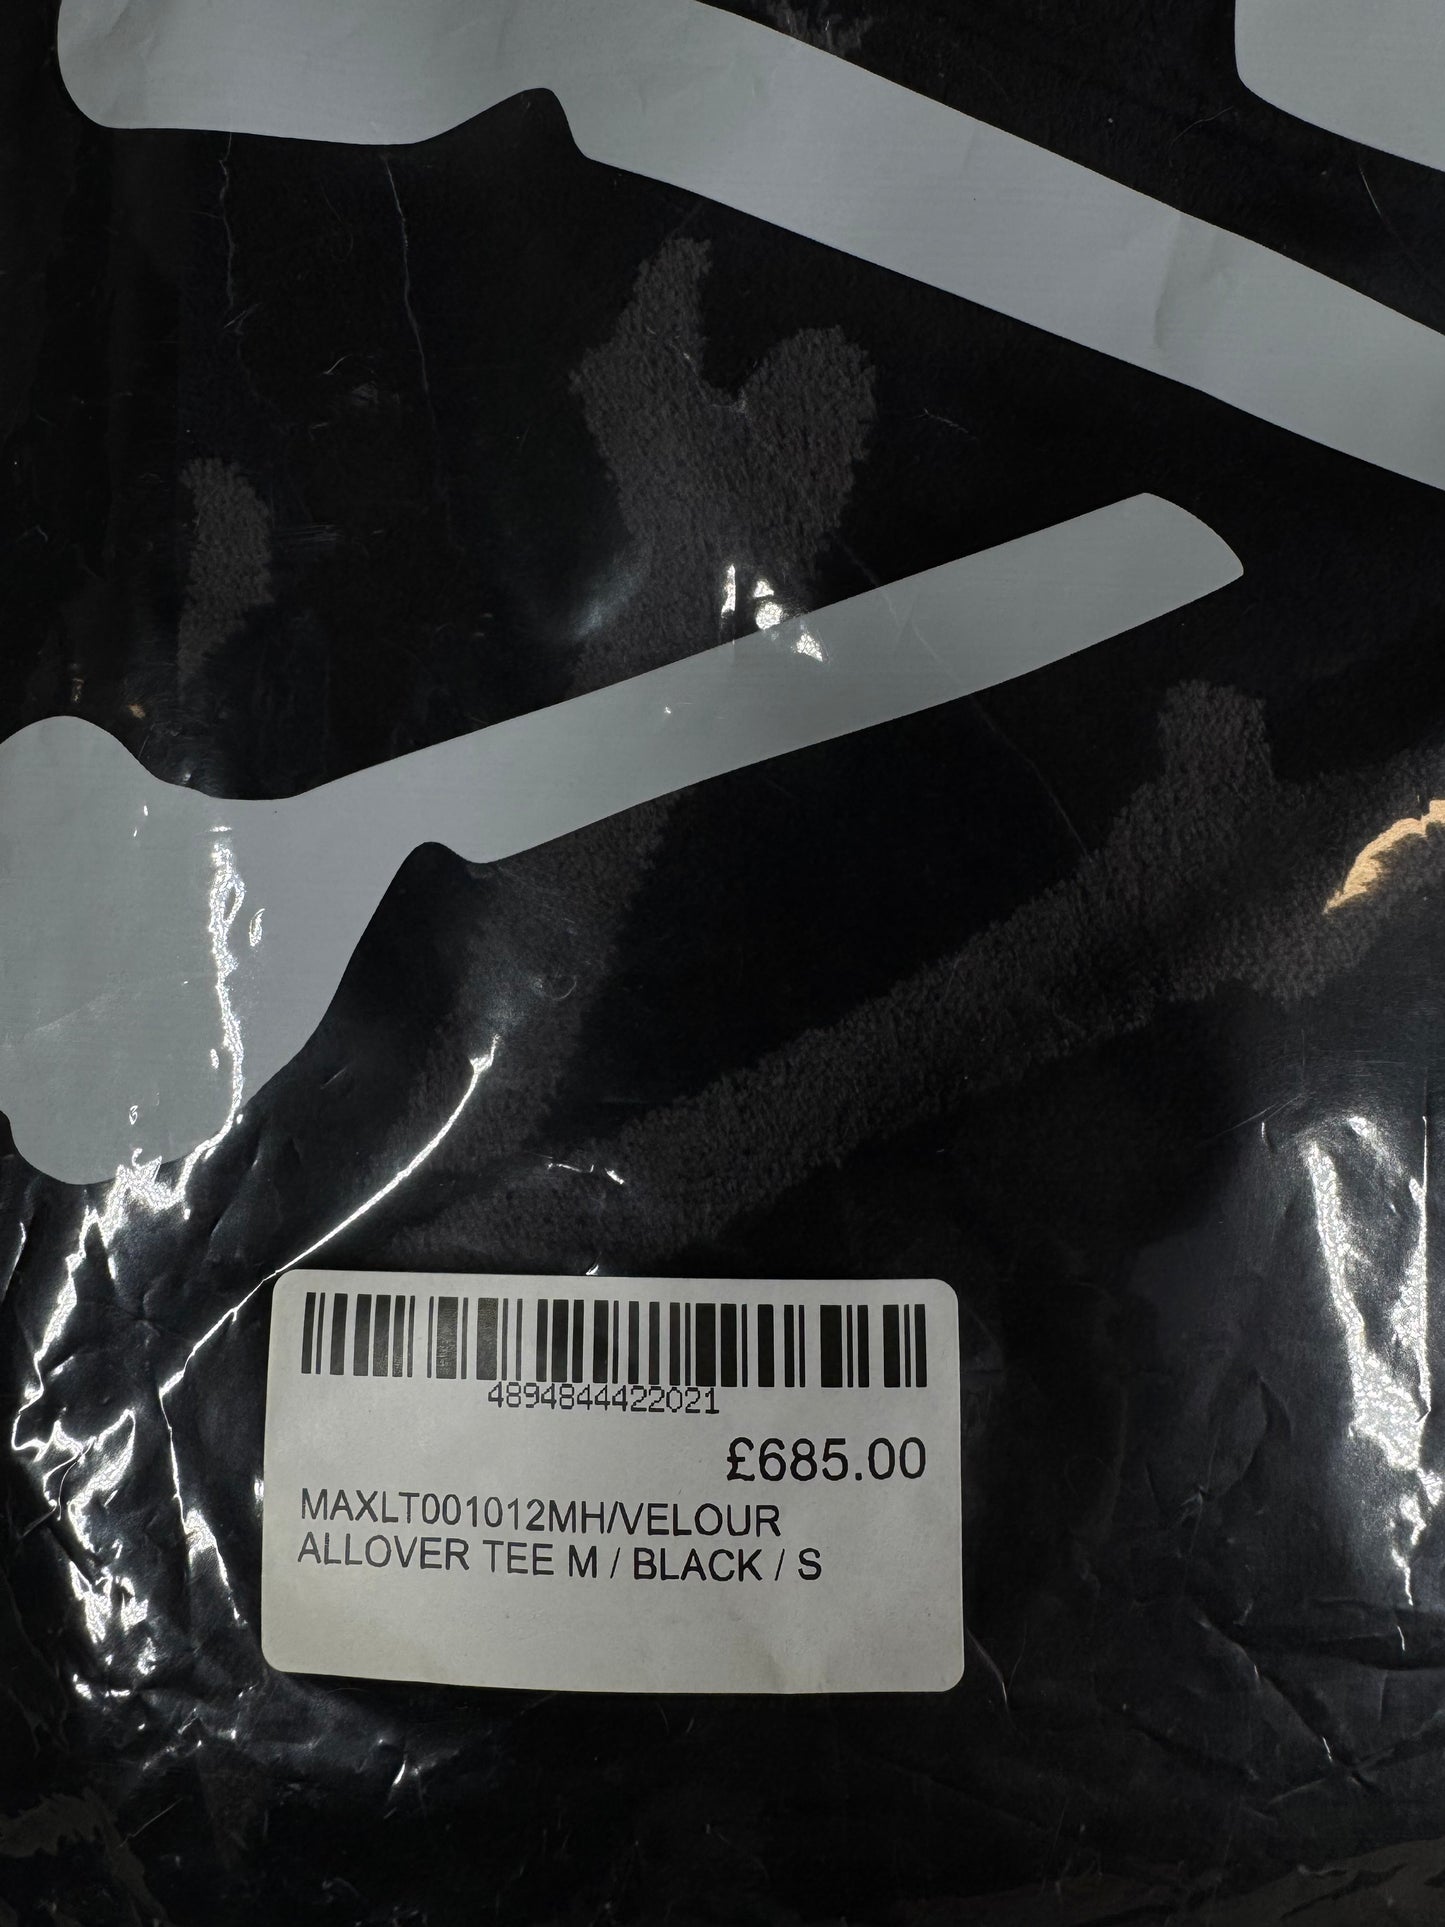 4894844422021
£685.00
MAXLT001012MH/VELOUR
ALLOVER TEE M / BLACK / S